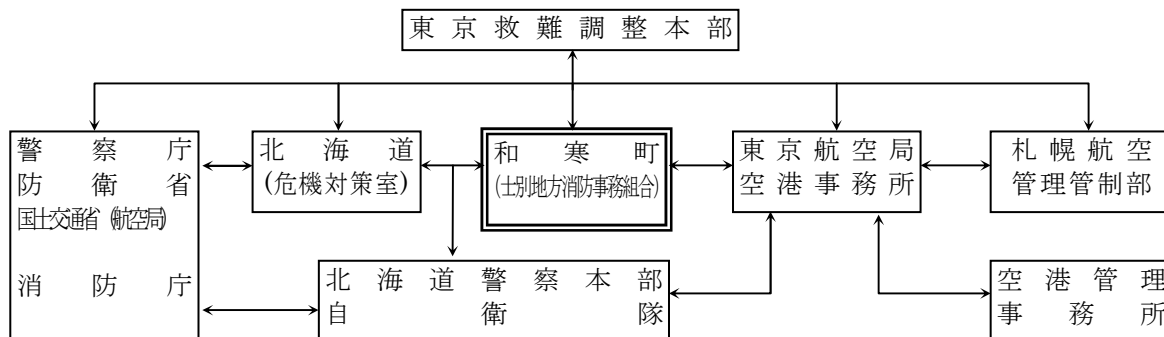 東京救難調整本部
警察庁
防衛省
国土交通省(航空局)
消防庁
北海道
(危機対策室)
和寒町
(士別地方消防事務組合)
東京航空局
空港事務所
札幌航空
管理管制部
北海道警察本部
自衛隊
空港管理
事務所